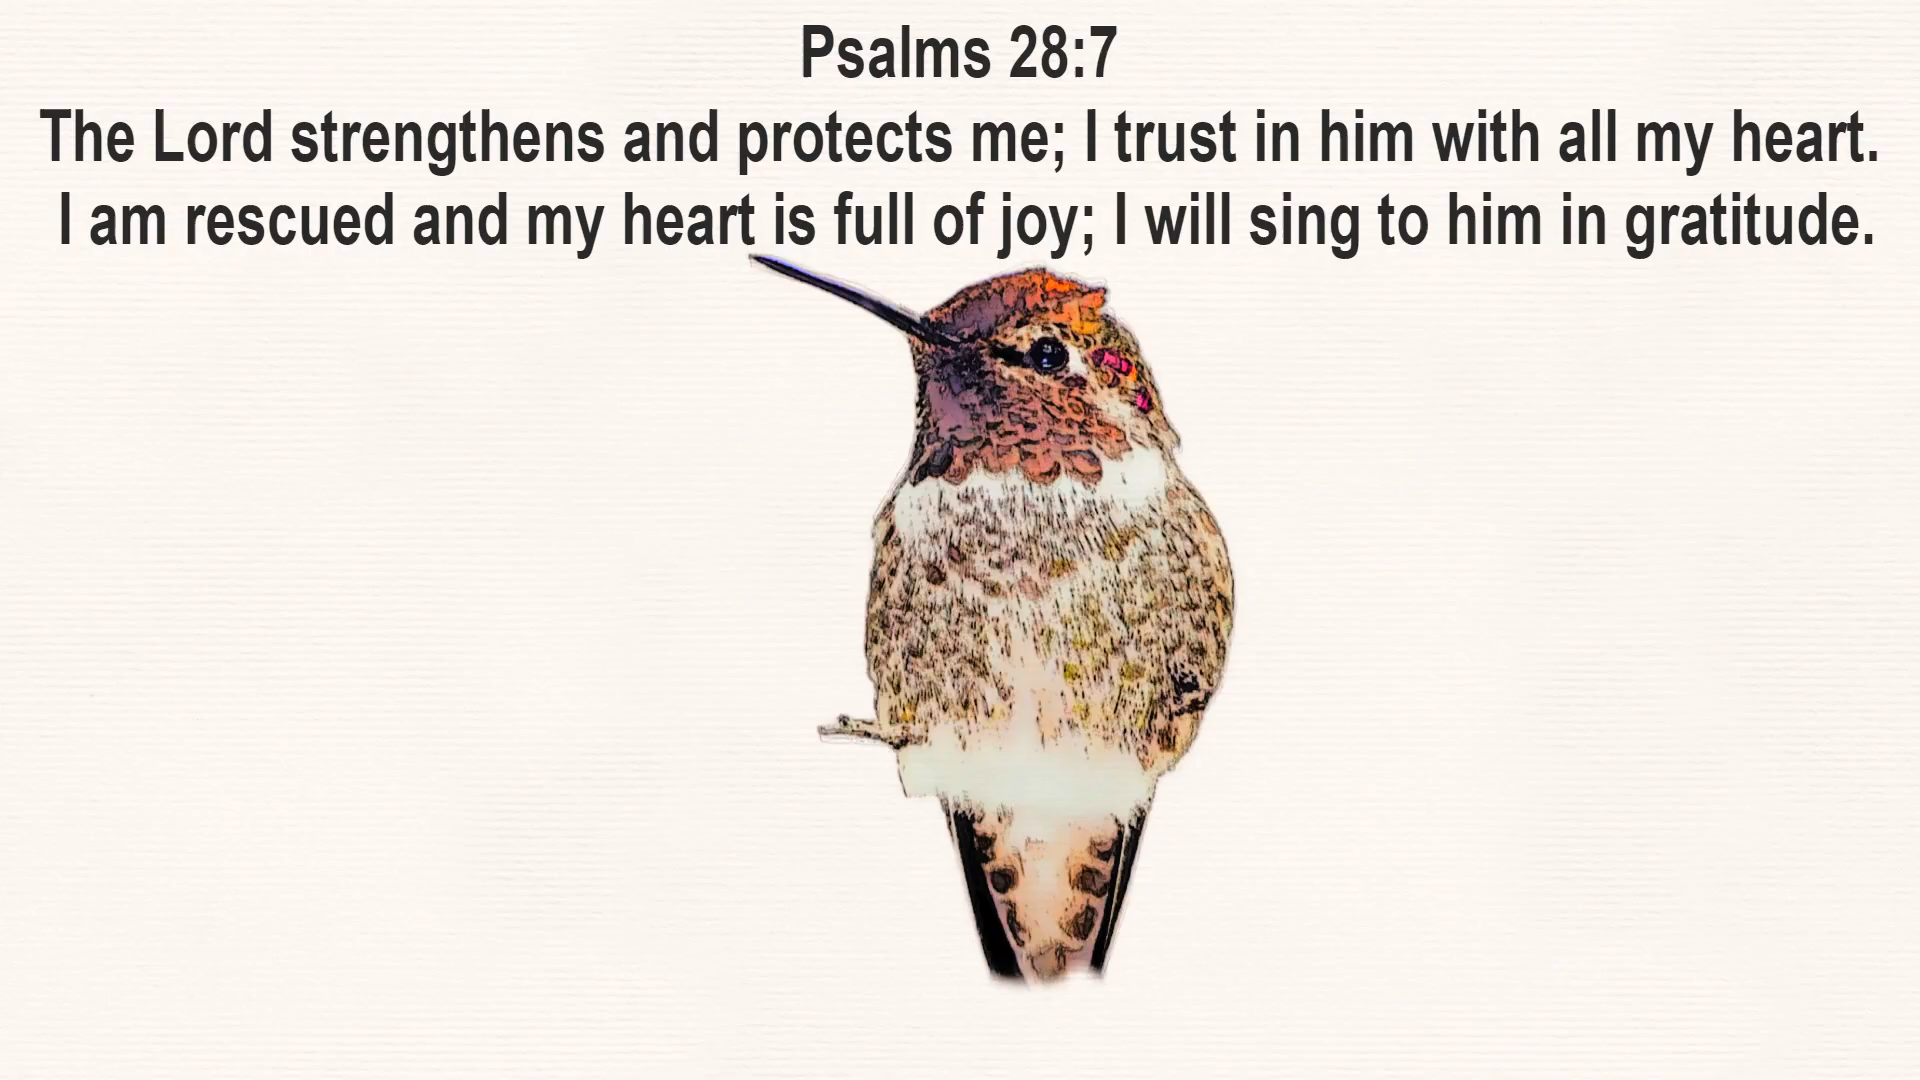 Psalms 28:7
The Lord strengthens and protects me; I trust in him with all my heart.
I am rescued and my heart is full of joy; I will sing to him in gratitude.